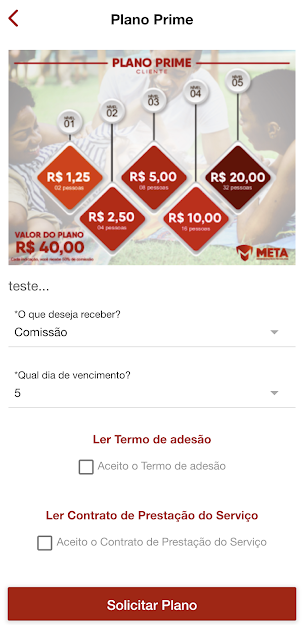 Plano Prime
PLANO PRIME
CLIENTE
NÍVEL
01
NÍVEL
02
NÍVEL
03
NÍVEL
04
NÍVEL
05
R$ 1,25
02 pessoas
R$ 5,00
08 pessoas
R$ 20,00
32 pessoas
R$ 2,50
04 pessoas
R$ 10,00
16 pessoas
VALOR DO PLANO
R$ 40,00
META
teste...
*O que deseja receber?
Comissão
*Qual dia de vencimento?
5
Ler Termo de adesão
Aceito o Termo de adesão
Ler Contrato de Prestação do Serviço
Aceito o Contrato de Prestação do Serviço
Solicitar Plano